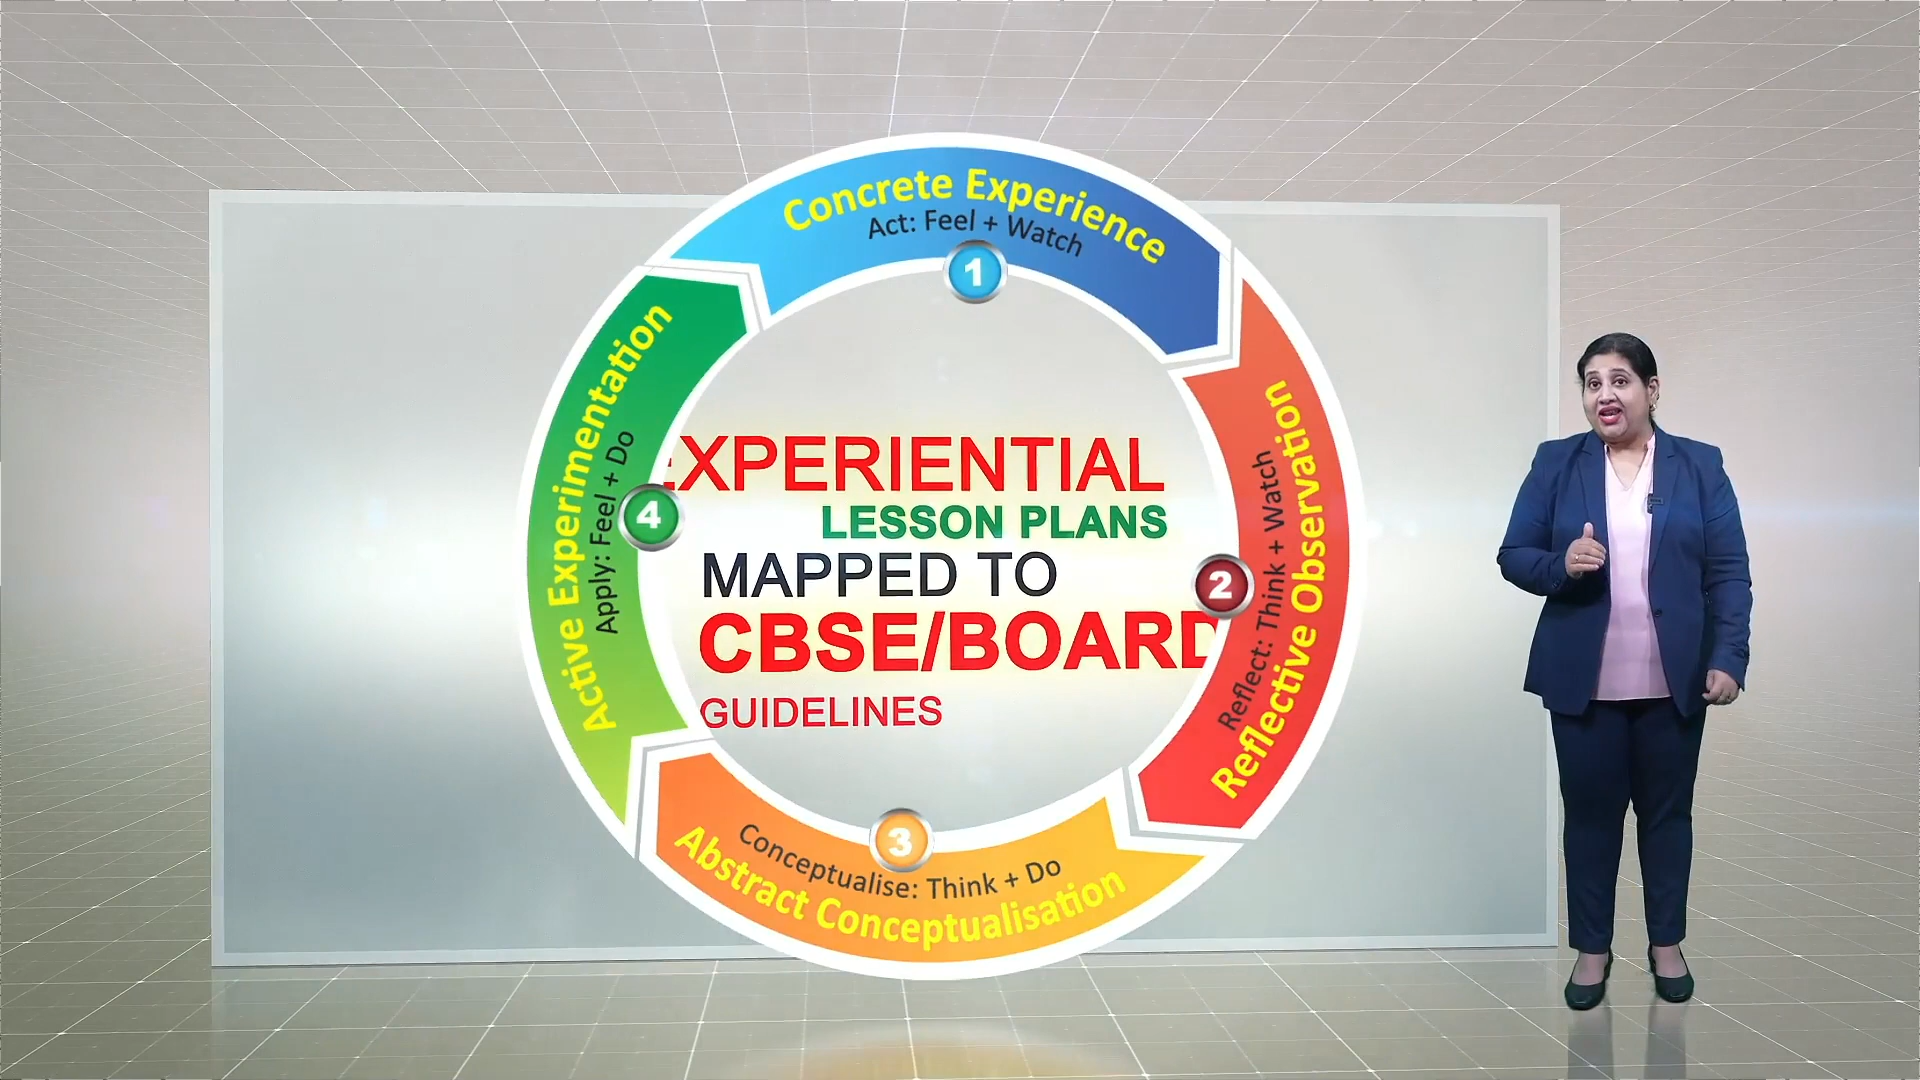 Concrete Experience
Act: Feel + Watch
1
Reflective Observation
Reflect: Think + Watch
2
Conceptualise: Think + Do
Abstract Conceptualisation
3
Active Experimentation
Apply: Feel + Do
4
EXPERIENTIAL
LESSON PLANS
MAPPED TO
CBSE/BOARD
GUIDELINES